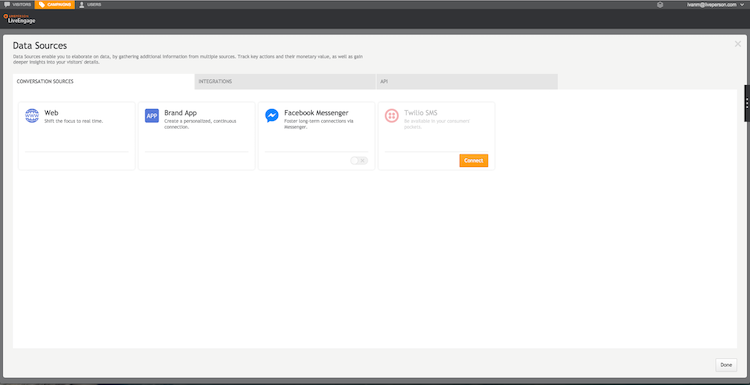 VISITORS
CAMPAIGNS
USERS
ivanm@liveperson.com
LIVEPERSON
LiveEngage
Data Sources
Data Sources enable you to elaborate on data, by gathering additional information from multiple sources. Track key actions and their monetary value, as well as gain
deeper insights into your visitors' details.
CONVERSATION SOURCES
INTEGRATIONS
API
WWW
Web
Shift the focus to real time.
APP
Brand App
Create a personalized, continuous
connection.
Facebook Messenger
Foster long-term connections via
Messenger.
Twilio SMS
Be available in your consumers'
pockets.
Connect
Done